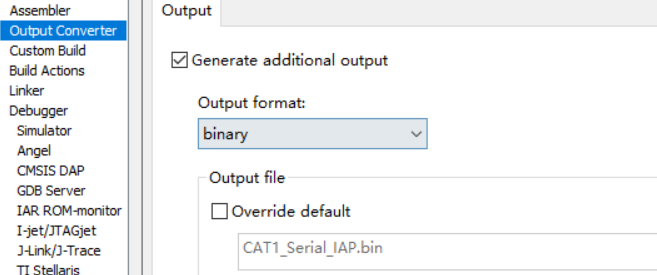 Assembler
Output Converter
Custom Build
Build Actions
Linker
Debugger
Simulator
Angel
CMSIS DAP
GDB Server
IAR ROM-monitor
I-jet/JTAGjet
J-Link/J-Trace
TI Stellaris
Output
Generate additional output
Output format:
binary
Output file
Override default
CAT1_Serial_IAP.bin